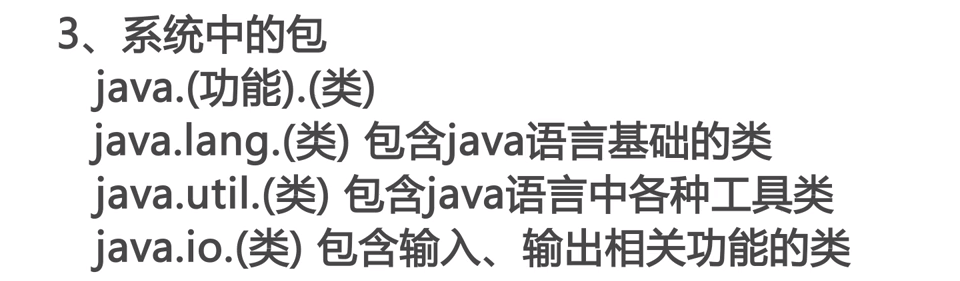 3、系统中的包
java.(功能).(类)
java.lang.(类) 包含java语言基础的类
java.util.(类) 包含java语言中各种工具类
java.io.(类) 包含输入、输出相关功能的类